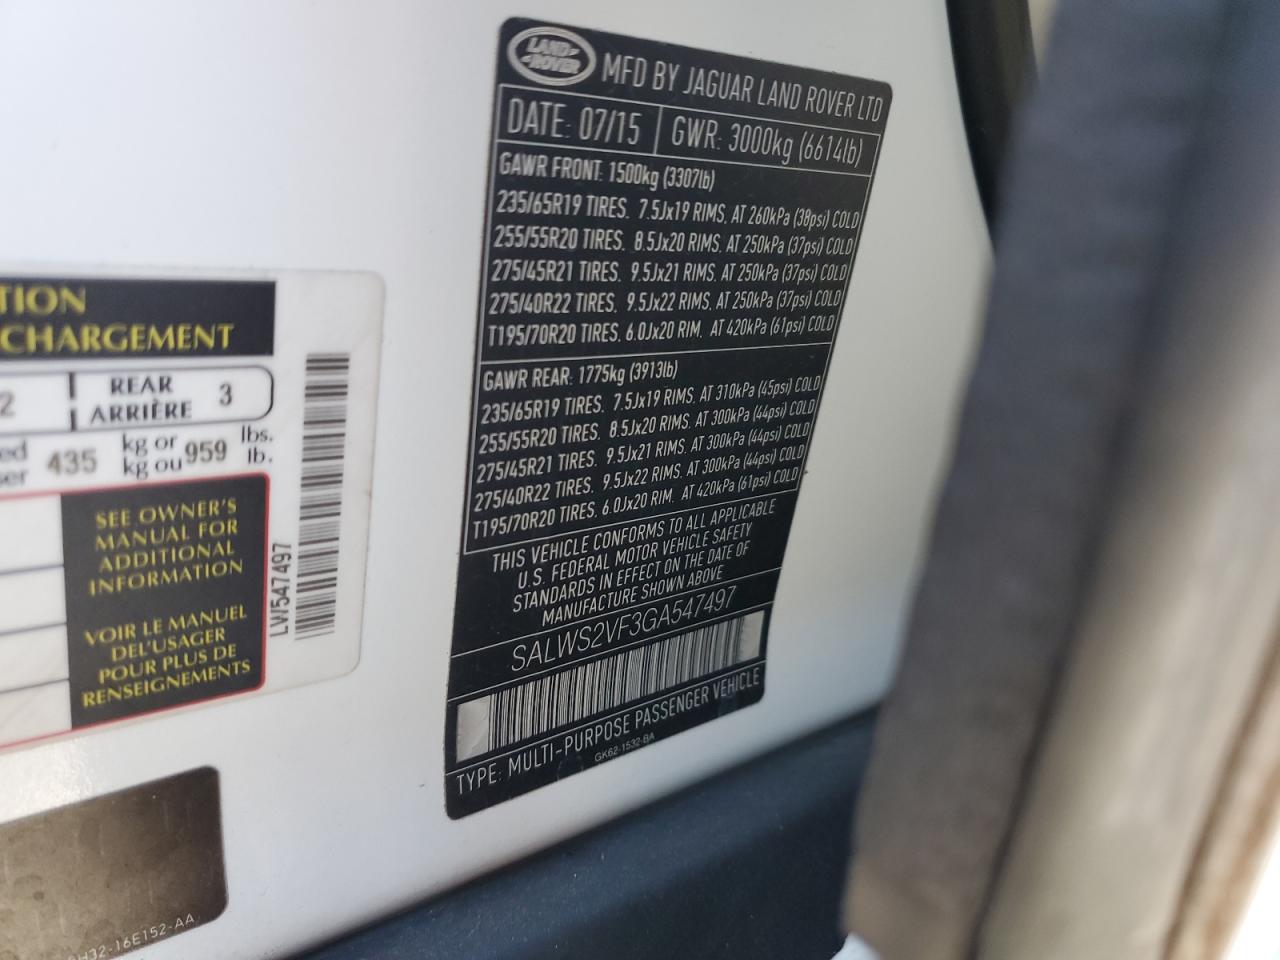 TION
CHARGEMENT
2 REAR
ARRIÈRE 3
435 kg or
kg ou 959 lbs.
lb.
SEE OWNER'S
MANUAL FOR
ADDITIONAL
INFORMATION
VOIR LE MANUEL
DEL'USAGER
POUR PLUS DE
RENSEIGNEMENTS
LW547497
16E152-AA
LAND
ROVER
MFD BY JAGUAR LAND ROVER LTD
DATE: 07/15 GWR: 3000kg (6614lb)
GAWR FRONT: 1500kg (3307lb)
235/65R19 TIRES. 7.5Jx19 RIMS. AT 260kPa (38psi) COLD
255/55R20 TIRES. 8.5Jx20 RIMS. AT 250kPa (37psi) COLD
275/45R21 TIRES. 9.5Jx21 RIMS. AT 250kPa (37psi) COLD
275/40R22 TIRES. 9.5Jx22 RIMS. AT 250kPa (37psi) COLD
T195/70R20 TIRES. 6.0Jx20 RIM. AT 420kPa (61psi) COLD
GAWR REAR: 1775kg (3913lb)
235/65R19 TIRES. 7.5Jx19 RIMS. AT 310kPa (45psi) COLD
255/55R20 TIRES. 8.5Jx20 RIMS. AT 300kPa (44psi) COLD
275/45R21 TIRES. 9.5Jx21 RIMS. AT 300kPa (44psi) COLD
275/40R22 TIRES. 9.5Jx22 RIMS. AT 300kPa (44psi) COLD
T195/70R20 TIRES. 6.0Jx20 RIM. AT 420kPa (61psi) COLD
THIS VEHICLE CONFORMS TO ALL APPLICABLE
U.S. FEDERAL MOTOR VEHICLE SAFETY
STANDARDS IN EFFECT ON THE DATE OF
MANUFACTURE SHOWN ABOVE
SALWS2VF3GA547497
TYPE: MULTI-PURPOSE PASSENGER VEHICLE
GK62-1532-BA